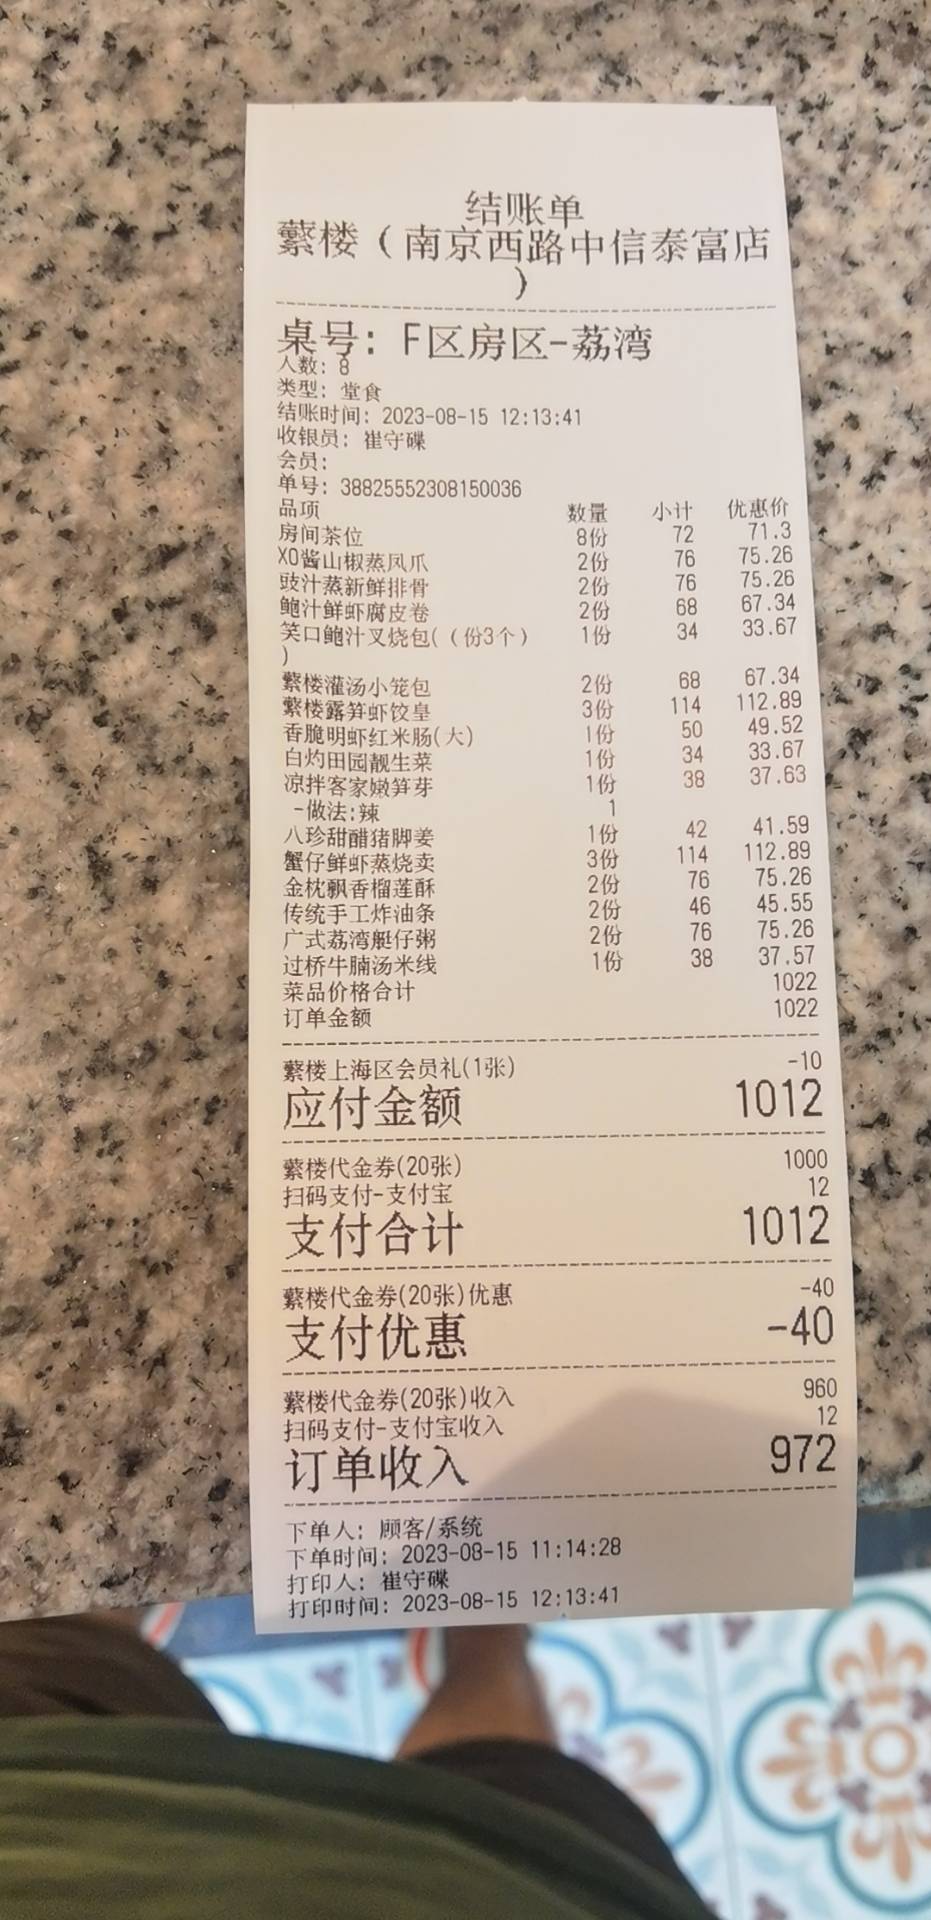 结账单
蘩楼（南京西路中信泰富店
）
桌号: F区房区-荔湾
人数: 8
类型: 堂食
结账时间: 2023-08-15 12:13:41
收银员: 崔守碟
会员:
单号: 38825552308150036
品项 数量 小计 优惠价
房间茶位 8份 72 71.3
XO酱山椒蒸凤爪 2份 76 75.26
豉汁蒸新鲜排骨 2份 76 75.26
鲍汁鲜虾腐皮卷 2份 68 67.34
笑口鲍汁叉烧包(（份3个） 1份 34 33.67
)
蘩楼灌汤小笼包 2份 68 67.34
蘩楼露笋虾饺皇 3份 114 112.89
香脆明虾红米肠(大) 1份 50 49.52
白灼田园靓生菜 1份 34 33.67
凉拌客家嫩笋芽 1份 38 37.63
-做法:辣 1
八珍甜醋猪脚姜 1份 42 41.59
蟹仔鲜虾蒸烧卖 3份 114 112.89
金枕飘香榴莲酥 2份 76 75.26
传统手工炸油条 2份 46 45.55
广式荔湾艇仔粥 2份 76 75.26
过桥牛腩汤米线 1份 38 37.57
菜品价格合计 1022
订单金额 1022
蘩楼上海区会员礼(1张) -10
应付金额 1012
蘩楼代金券(20张) 1000
扫码支付-支付宝 12
支付合计 1012
蘩楼代金券(20张)优惠 -40
支付优惠 -40
蘩楼代金券(20张)收入 960
扫码支付-支付宝收入 12
订单收入 972
下单人: 顾客/系统
下单时间: 2023-08-15 11:14:28
打印人: 崔守碟
打印时间: 2023-08-15 12:13:41